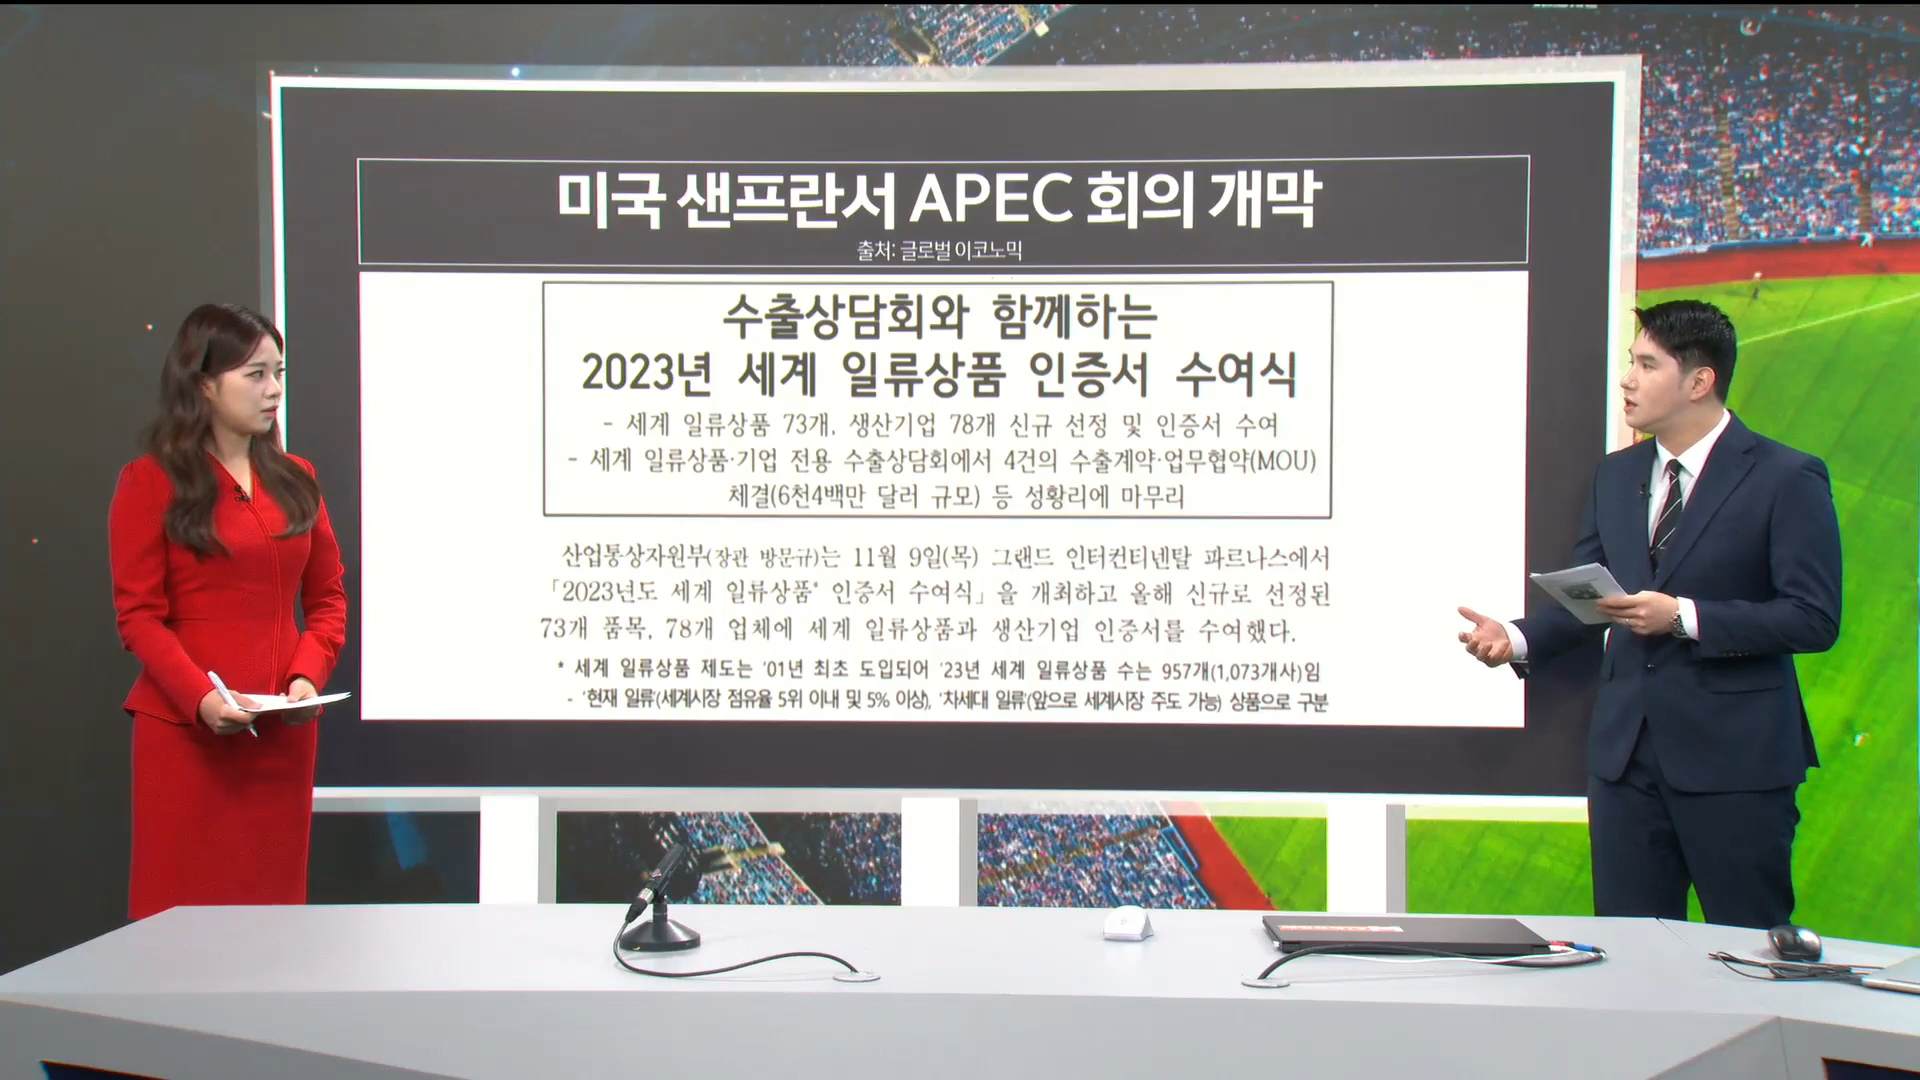 미국 샌프란서 APEC 회의 개막
출처: 글로벌 이코노믹
수출상담회와 함께하는
2023년 세계 일류상품 인증서 수여식
- 세계 일류상품 73개, 생산기업 78개 신규 선정 및 인증서 수여
- 세계 일류상품·기업 전용 수출상담회에서 4건의 수출계약·업무협약(MOU)
체결(6천4백만 달러 규모) 등 성황리에 마무리
산업통상자원부(장관 방문규)는 11월 9일(목) 그랜드 인터컨티넨탈 파르나스에서
「2023년도 세계 일류상품* 인증서 수여식」을 개최하고 올해 신규로 선정된
73개 품목, 78개 업체에 세계 일류상품과 생산기업 인증서를 수여했다.
* 세계 일류상품 제도는 '01년 최초 도입되어 '23년 세계 일류상품 수는 957개(1,073개사)임
- '현재 일류'(세계시장 점유율 5위 이내 및 5% 이상), '차세대 일류'(앞으로 세계시장 주도 가능) 상품으로 구분